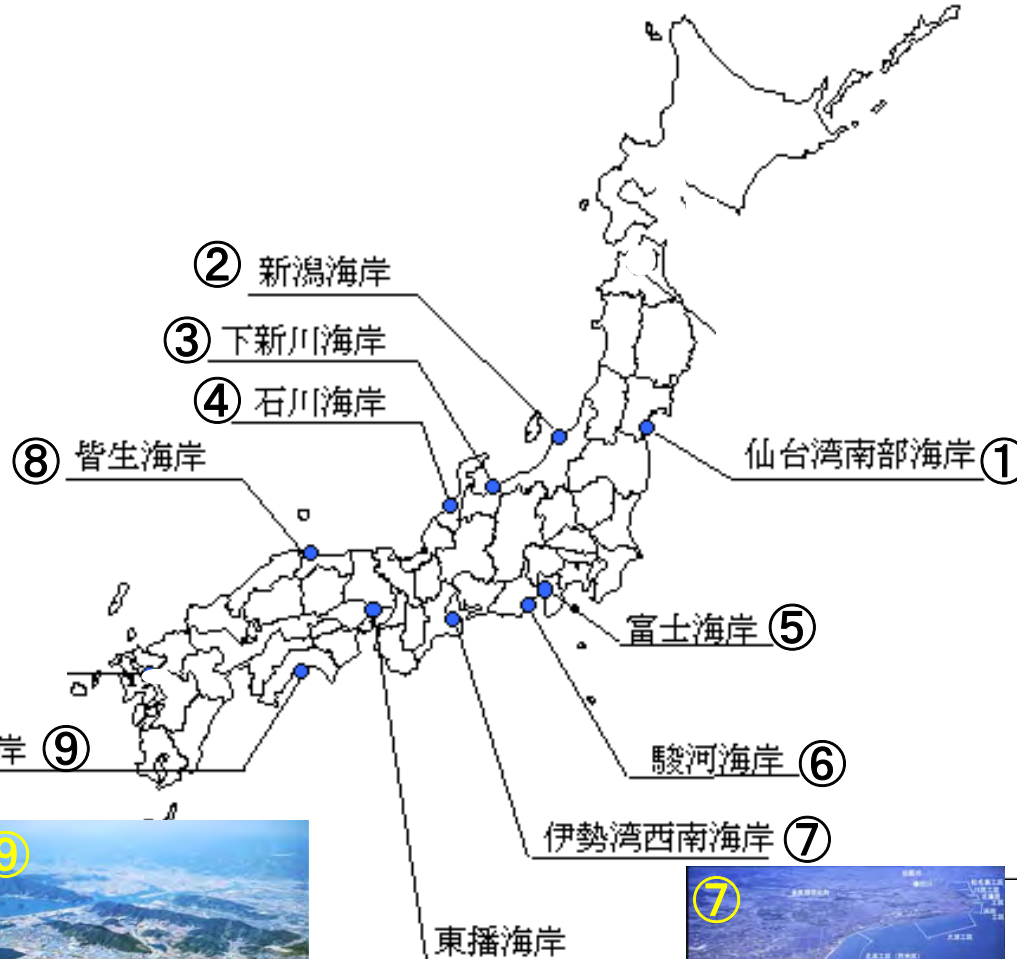 ② 新潟海岸
③ 下新川海岸
④ 石川海岸
⑧ 皆生海岸
仙台湾南部海岸 ①
富士海岸 ⑤
岸 ⑨
駿河海岸 ⑥
伊勢湾西南海岸 ⑦
⑨
⑦
東播海岸